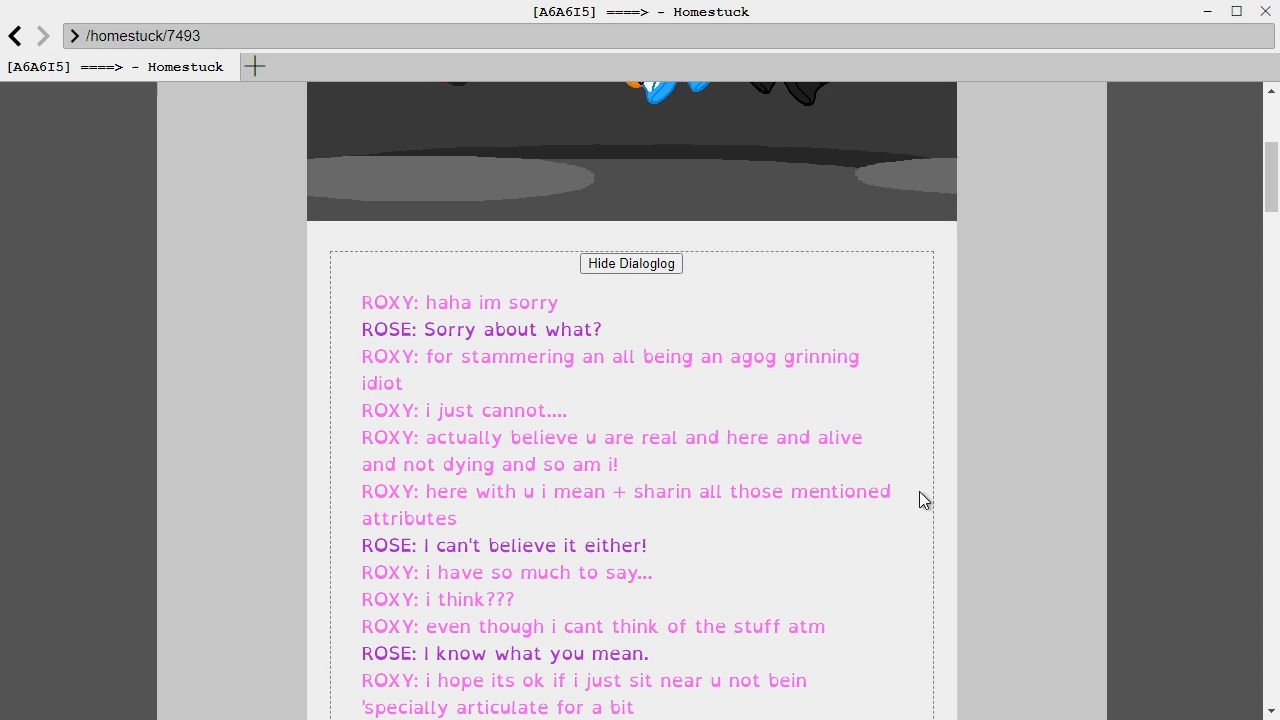 [A6A6I5] ====> - Homestuck
/homestuck/7493
[A6A6I5] ====> - Homestuck
Hide Dialoglog
ROXY: haha im sorry
ROSE: Sorry about what?
ROXY: for stammering an all being an agog grinning
idiot
ROXY: i just cannot....
ROXY: actually believe u are real and here and alive
and not dying and so am i!
ROXY: here with u i mean + sharin all those mentioned
attributes
ROSE: I can't believe it either!
ROXY: i have so much to say...
ROXY: i think???
ROXY: even though i cant think of the stuff atm
ROSE: I know what you mean.
ROXY: i hope its ok if i just sit near u not bein
'specially articulate for a bit